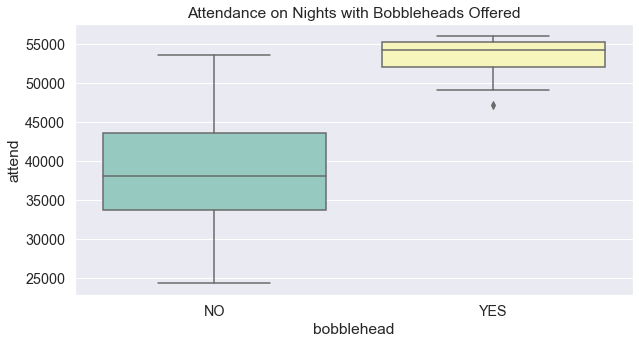 Attendance on Nights with Bobbleheads Offered
55000
50000
45000
40000
35000
30000
25000
attend
NO
YES
bobblehead